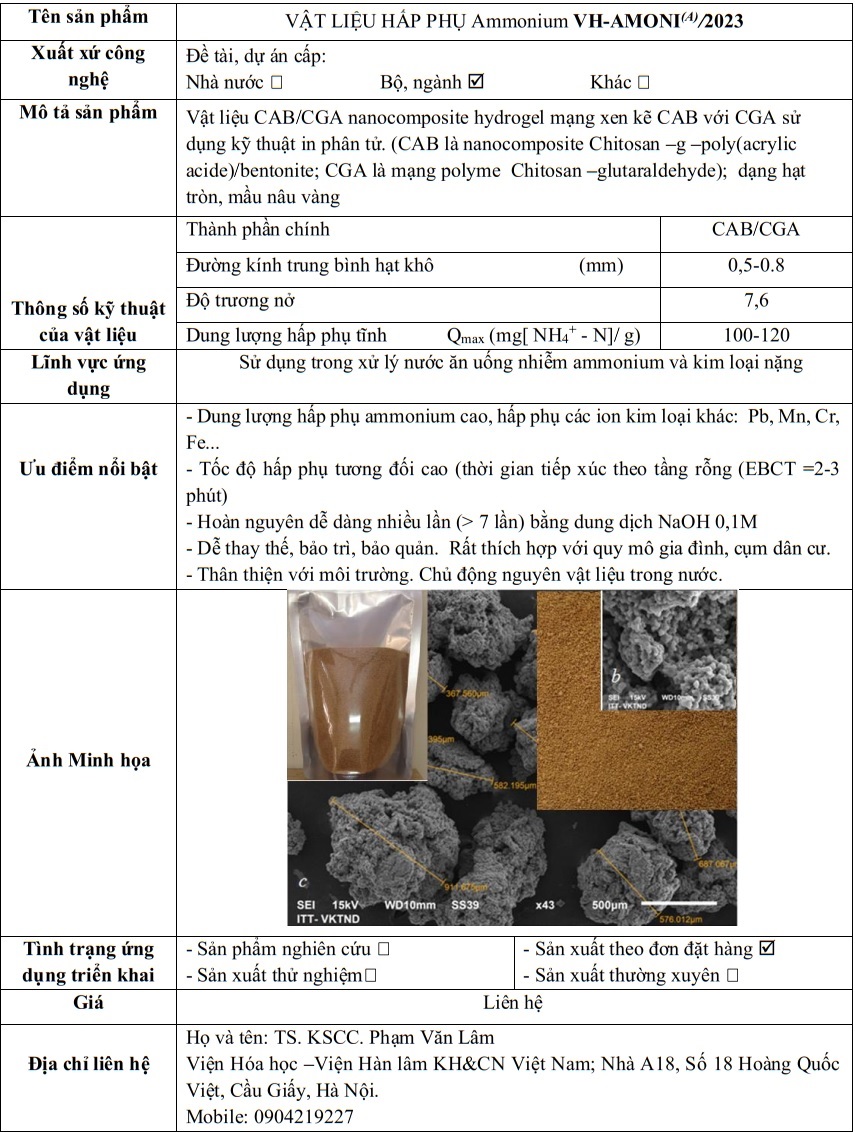 Tên sản phẩm
VẬT LIỆU HẤP PHỤ Ammonium VH-AMONI(A)/2023
Xuất xứ công
nghệ
Đề tài, dự án cấp:
Nhà nước ☐ Bộ, ngành ☑ Khác ☐
Mô tả sản phẩm
Vật liệu CAB/CGA nanocomposite hydrogel mạng xen kẽ CAB với CGA sử
dụng kỹ thuật in phân tử. (CAB là nanocomposite Chitosan –g –poly(acrylic
acide)/bentonite; CGA là mạng polyme Chitosan –glutaraldehyde); dạng hạt
tròn, mầu nâu vàng
Thông số kỹ thuật
của vật liệu
Thành phần chính CAB/CGA
Đường kính trung bình hạt khô (mm) 0,5-0.8
Độ trương nở 7,6
Dung lượng hấp phụ tĩnh Qmax (mg[ NH4+ - N]/ g) 100-120
Lĩnh vực ứng
dụng
Sử dụng trong xử lý nước ăn uống nhiễm ammonium và kim loại nặng
Ưu điểm nổi bật
- Dung lượng hấp phụ ammonium cao, hấp phụ các ion kim loại khác: Pb, Mn, Cr,
Fe...
- Tốc độ hấp phụ tương đối cao (thời gian tiếp xúc theo tầng rỗng (EBCT =2-3
phút)
- Hoàn nguyên dễ dàng nhiều lần (> 7 lần) bằng dung dịch NaOH 0,1M
- Dễ thay thế, bảo trì, bảo quản. Rất thích hợp với quy mô gia đình, cụm dân cư.
- Thân thiện với môi trường. Chủ động nguyên vật liệu trong nước.
Ảnh Minh họa
b
SEI 15kV WD10mm SS39
ITT- VKTND
367.560µm
395µm
582.195µm
687.067µ
911.675µm
576.012µm
c
SEI 15kV WD10mm SS39 x43 500µm
ITT- VKTND
Tình trạng ứng
dụng triển khai
- Sản phẩm nghiên cứu ☐
- Sản xuất thử nghiệm☐
- Sản xuất theo đơn đặt hàng ☑
- Sản xuất thường xuyên ☐
Giá
Liên hệ
Địa chỉ liên hệ
Họ và tên: TS. KSCC. Phạm Văn Lâm
Viện Hóa học –Viện Hàn lâm KH&CN Việt Nam; Nhà A18, Số 18 Hoàng Quốc
Việt, Cầu Giấy, Hà Nội.
Mobile: 0904219227